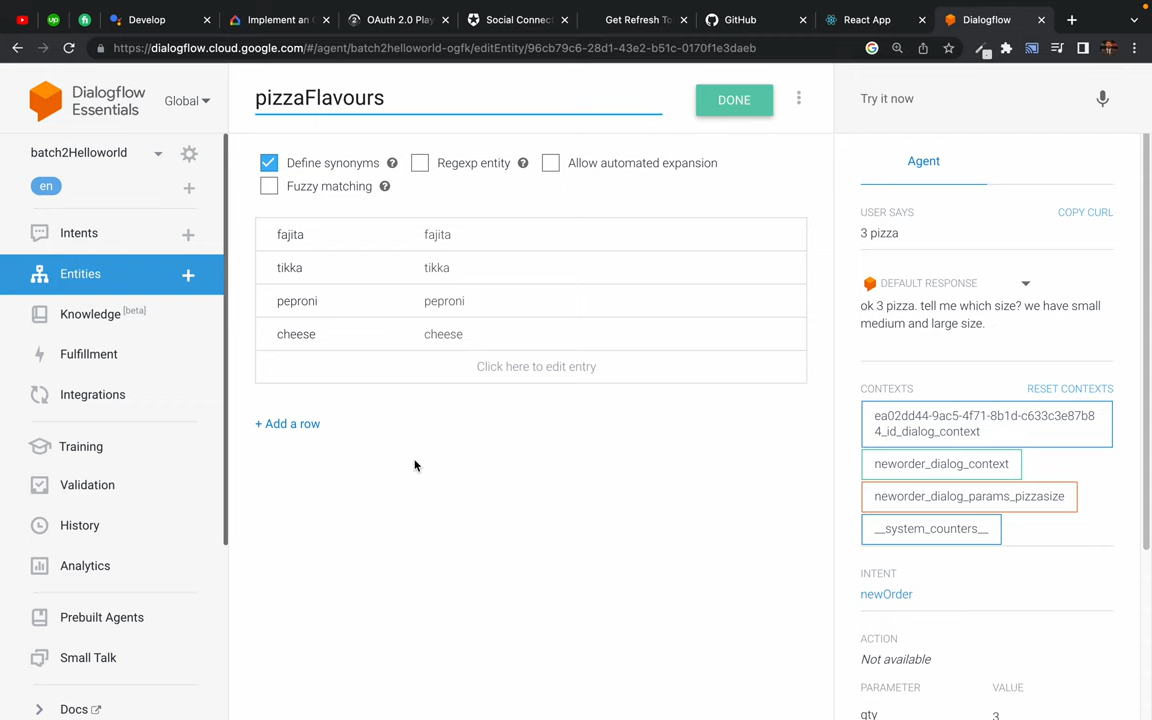 Develop
Implement an O
OAuth 2.0 Play
Social Connec
Get Refresh To
GitHub
React App
Dialogflow
https://dialogflow.cloud.google.com/#/agent/batch2helloworld-ogfk/editEntity/96cb79c6-28d1-43e2-b51c-0170f1e3daeb
Dialogflow
Essentials
Global
pizzaFlavours
DONE
Try it now
batch2Helloworld
en
Define synonyms
Regexp entity
Allow automated expansion
Fuzzy matching
Agent
Intents
Entities
Knowledge [beta]
Fulfillment
Integrations
Training
Validation
History
Analytics
Prebuilt Agents
Small Talk
Docs
fajita fajita
tikka tikka
peproni peproni
cheese cheese
Click here to edit entry
+ Add a row
USER SAYS COPY CURL
3 pizza
DEFAULT RESPONSE
ok 3 pizza. tell me which size? we have small
medium and large size.
CONTEXTS RESET CONTEXTS
ea02dd44-9ac5-4f71-8b1d-c633c3e87b8
4_id_dialog_context
neworder_dialog_context
neworder_dialog_params_pizzasize
__system_counters__
INTENT
newOrder
ACTION
Not available
PARAMETER VALUE
qty 3